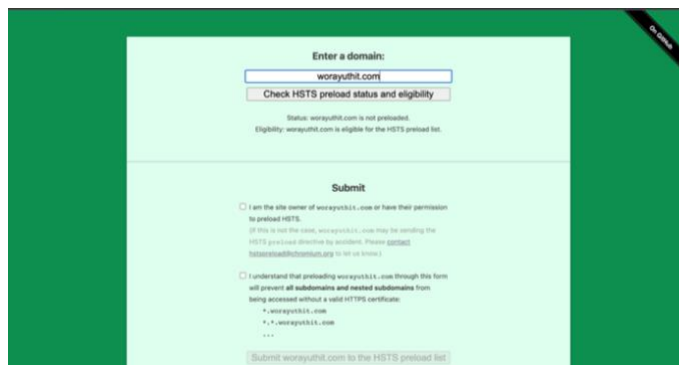 On GitHub
Enter a domain:
worayuthit.com
Check HSTS preload status and eligibility
Status: worayuthit.com is not preloaded.
Eligibility: worayuthit.com is eligible for the HSTS preload list.
Submit
I am the site owner of worayuthit.com or have their permission
to preload HSTS.
(If this is not the case, worayuthit.com may be sending the
HSTS preload directive by accident. Please contact
hstspreload@chromium.org to let us know.)
I understand that preloading worayuthit.com through this form
will prevent all subdomains and nested subdomains from
being accessed without a valid HTTPS certificate:
*.worayuthit.com
*.*.worayuthit.com
...
Submit worayuthit.com to the HSTS preload list